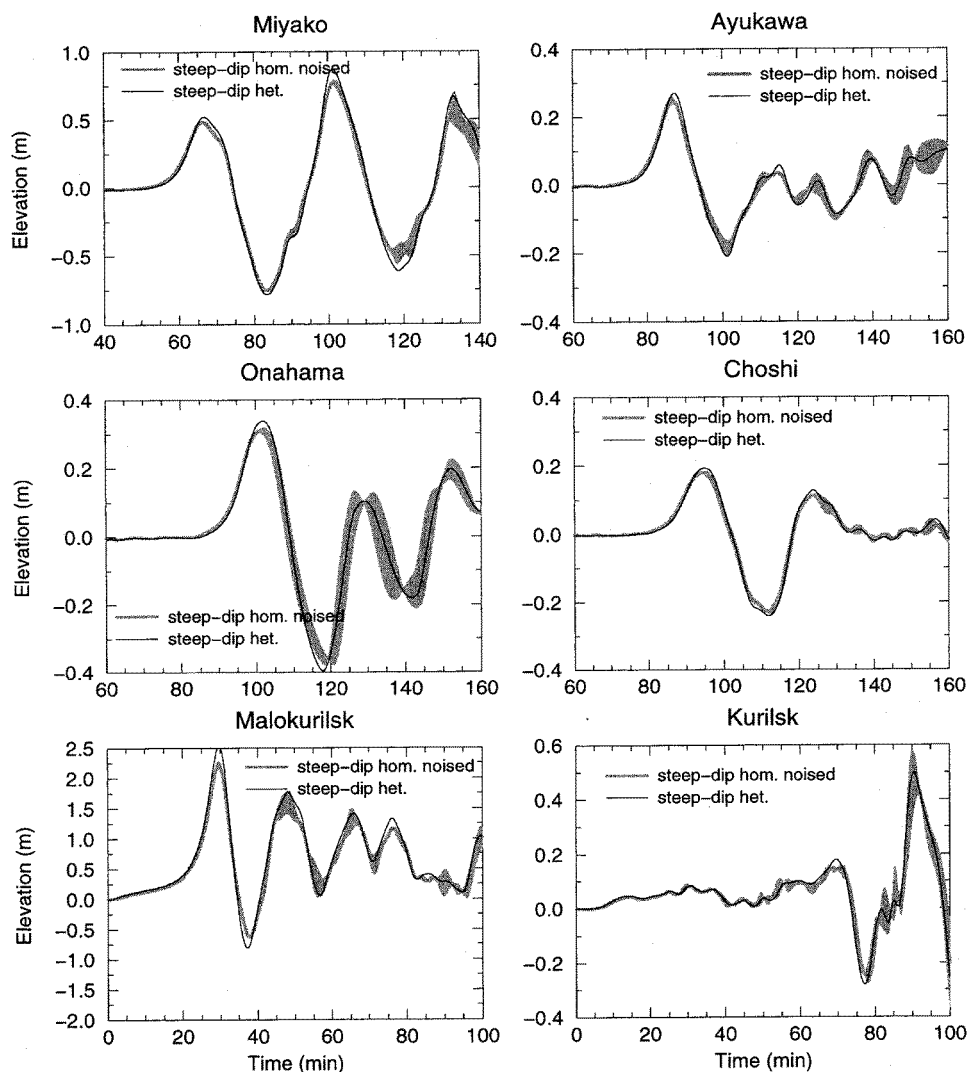 Miyako
1.0
0.5
0.0
−0.5
−1.0
Elevation (m)
steep−dip hom. noised
steep−dip het.
40 60 80 100 120 140
Ayukawa
0.4
0.2
0.0
−0.2
−0.4
steep−dip hom. noised
steep−dip het.
60 80 100 120 140 160
Onahama
0.4
0.2
0.0
−0.2
−0.4
Elevation (m)
steep−dip hom. noised
steep−dip het.
60 80 100 120 140 160
Choshi
0.4
0.2
0.0
−0.2
−0.4
steep−dip hom. noised
steep−dip het.
60 80 100 120 140 160
Malokurilsk
2.5
2.0
1.5
1.0
0.5
0.0
−0.5
−1.0
−1.5
−2.0
Elevation (m)
steep−dip hom. noised
steep−dip het.
0 20 40 60 80 100
Time (min)
Kurilsk
0.6
0.4
0.2
0.0
−0.2
−0.4
steep−dip hom. noised
steep−dip het.
0 20 40 60 80 100
Time (min)